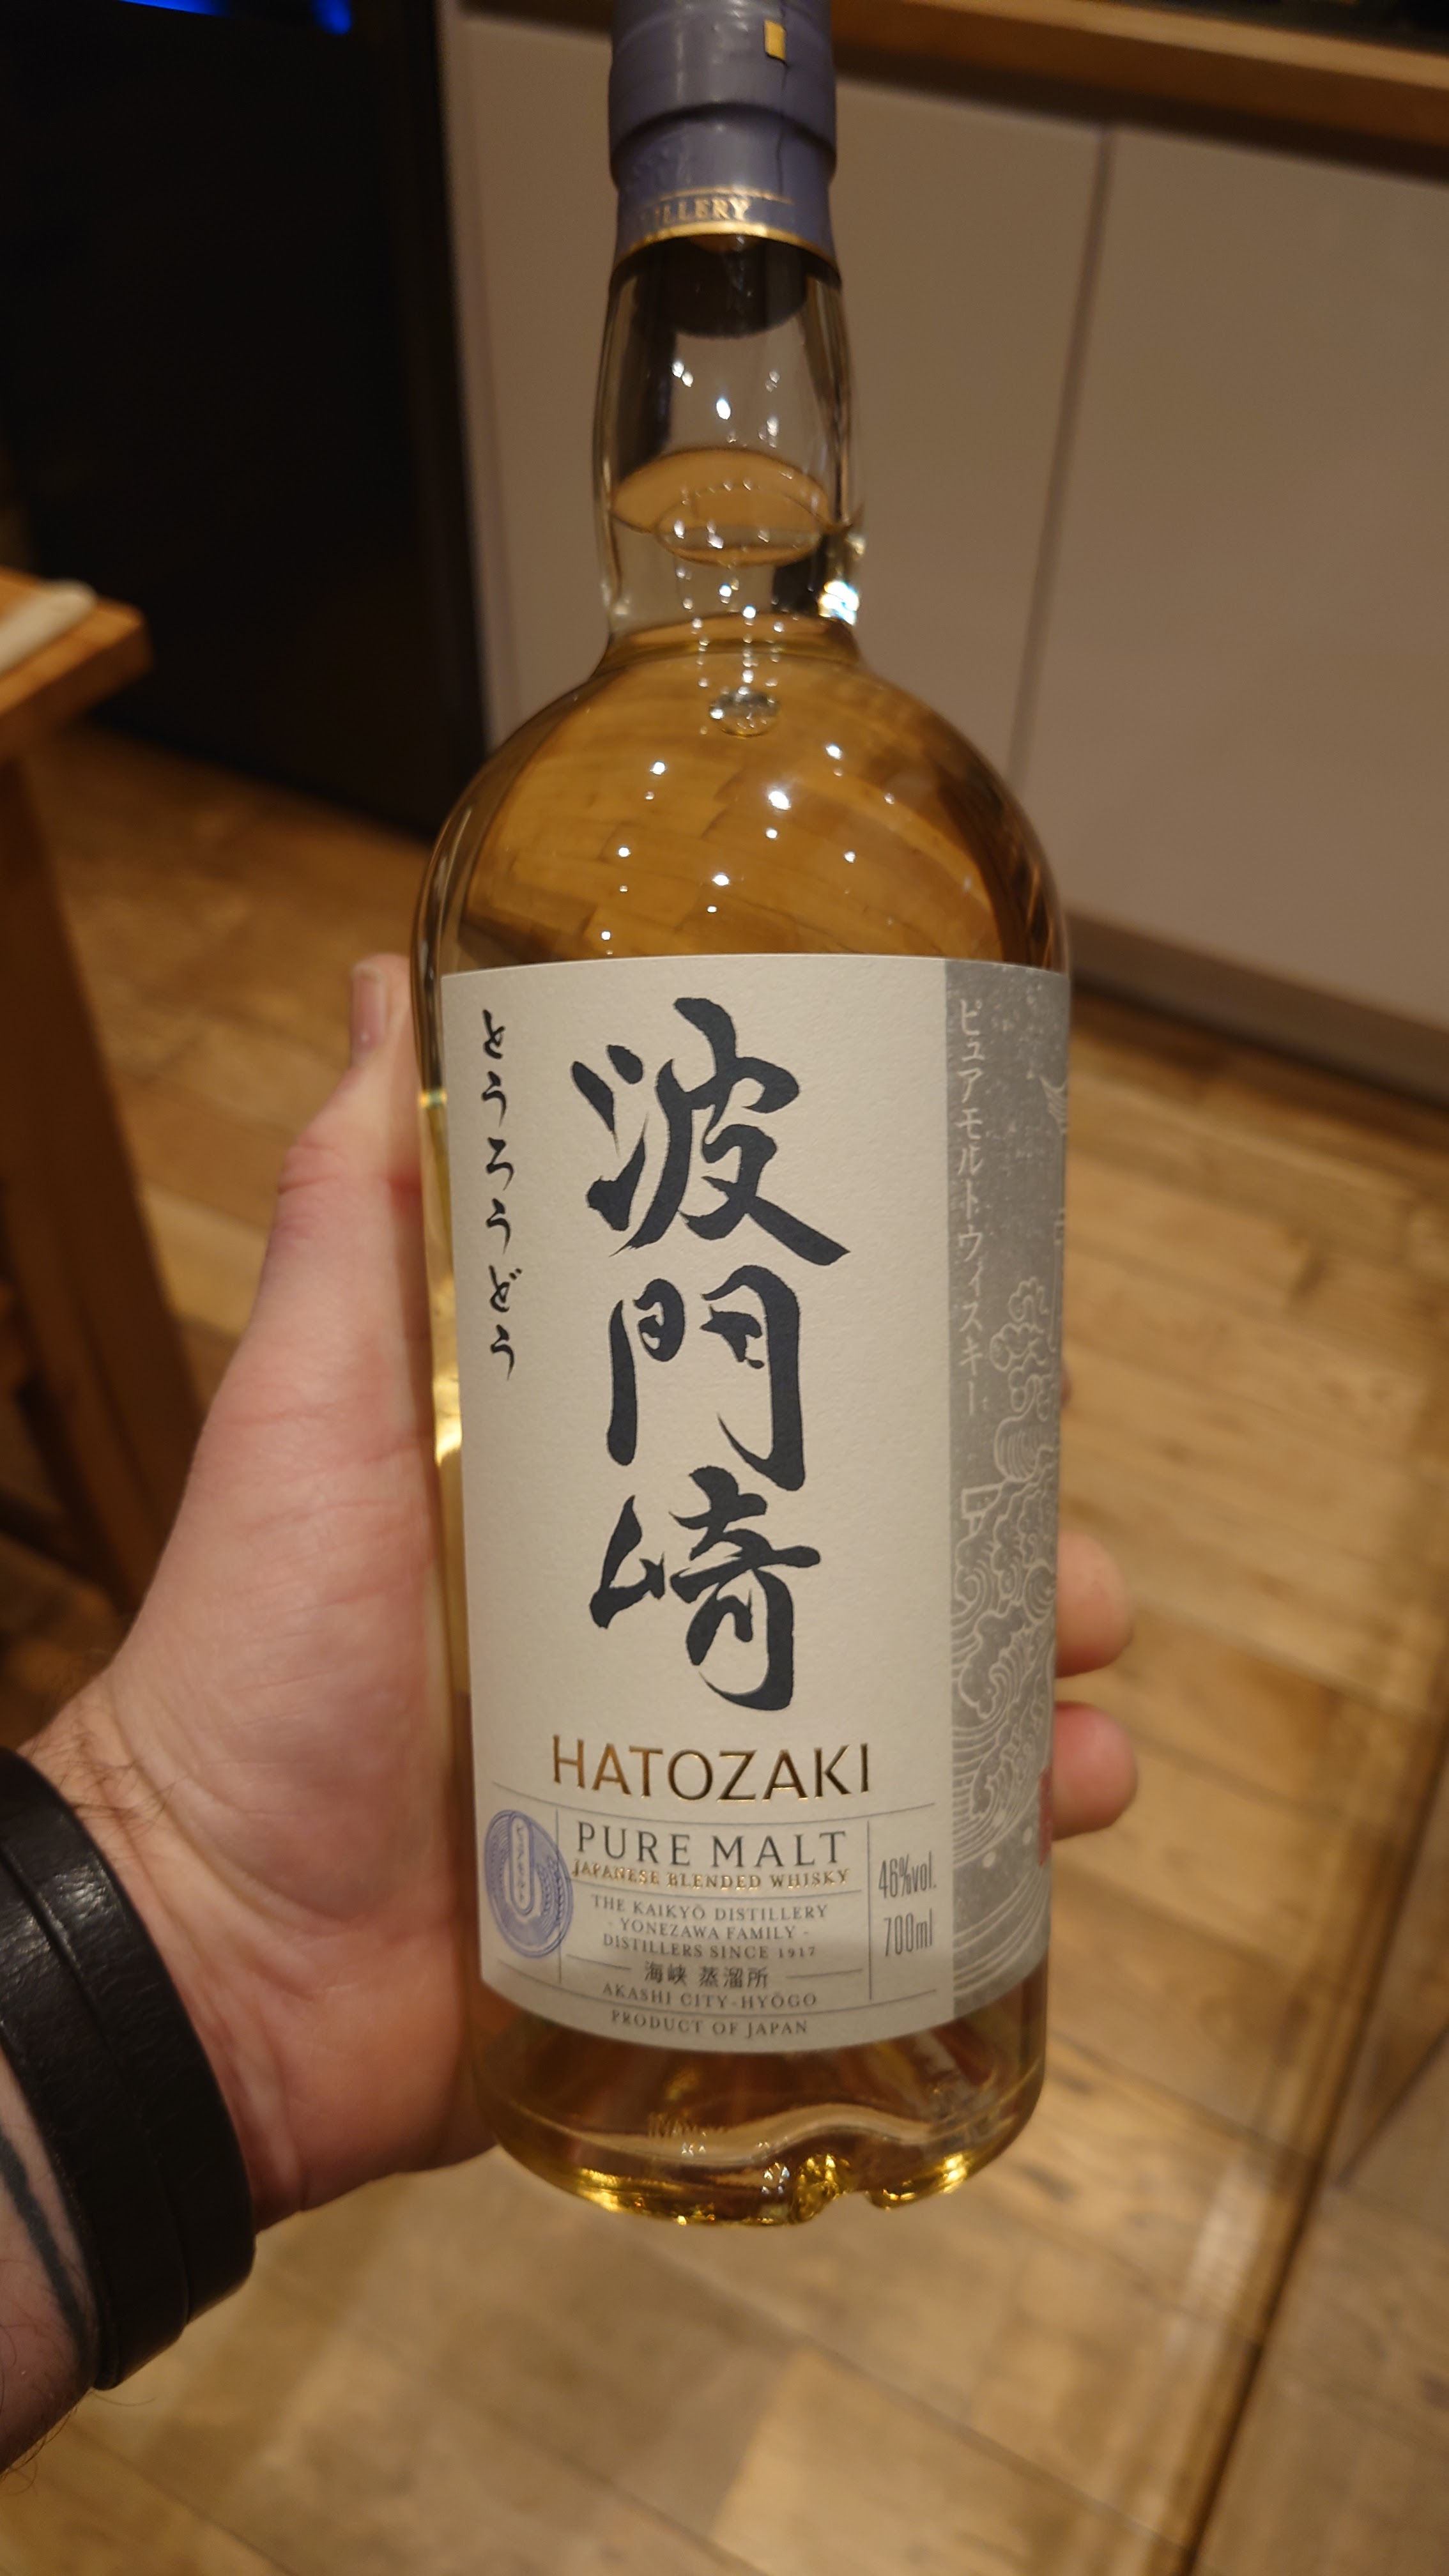 ILLERY
とうろうどう
波門崎
ピュアモルトウィスキー
HATOZAKI
PURE MALT
JAPANESE BLENDED WHISKY
THE KAIKYŌ DISTILLERY
- YONEZAWA FAMILY -
DISTILLERS SINCE 1917
海峡 蒸溜所
AKASHI CITY-HYŌGO
PRODUCT OF JAPAN
46%vol.
700ml